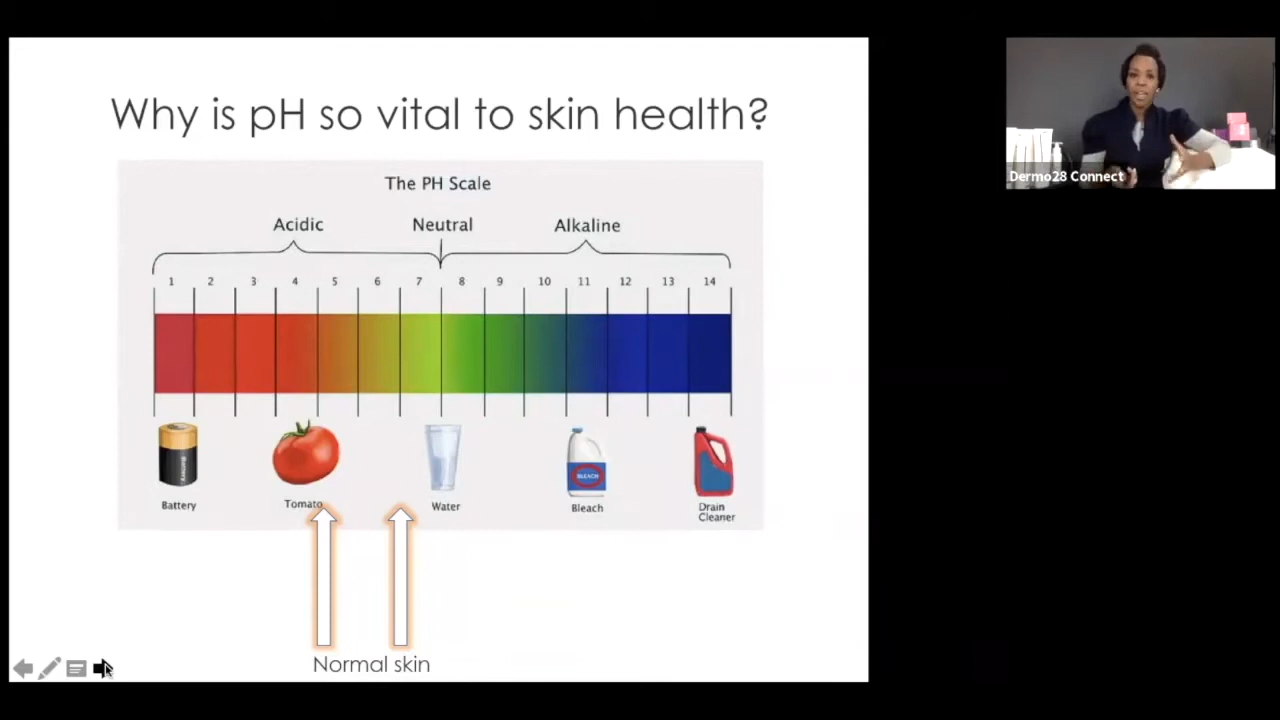 Why is pH so vital to skin health?
The PH Scale
Acidic Neutral Alkaline
1 2 3 4 5 6 7 8 9 10 11 12 13 14
BLEACH
Battery Tomato Water Bleach Drain
Cleaner
Normal skin
Dermo28 Connect